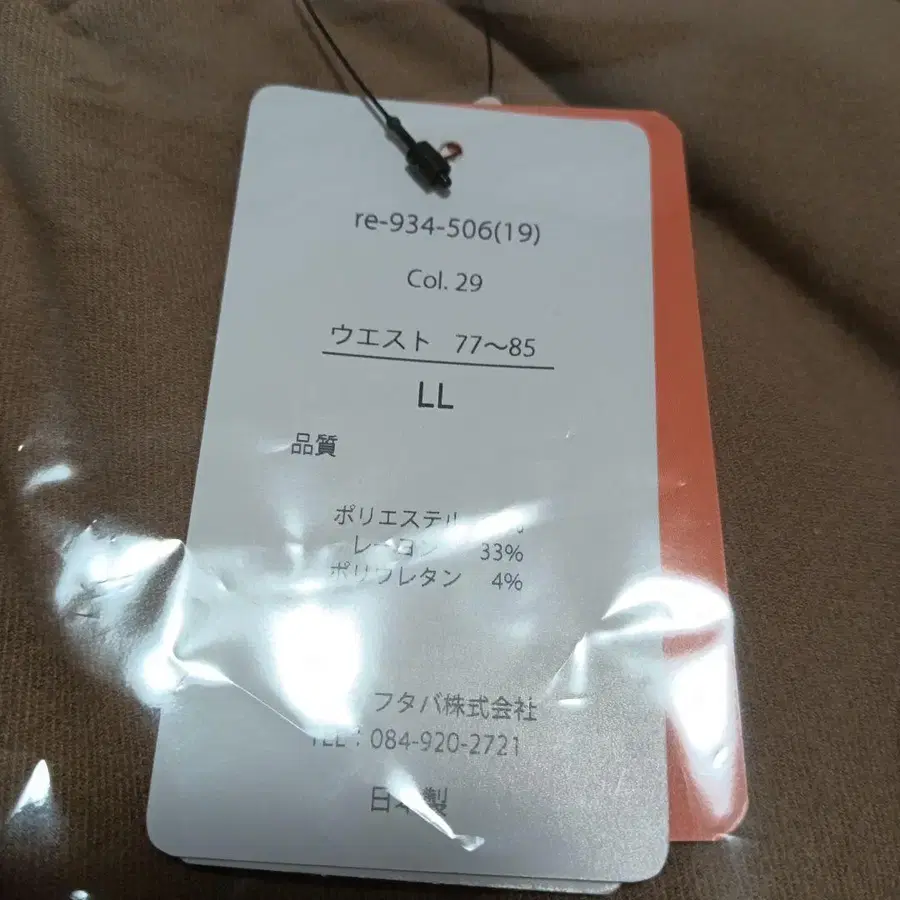 re-934-506(19)
Col. 29
ウエスト 77～85
LL
品質
ポリエステル
レーヨン 33%
ポリウレタン 4%
フタバ株式会社
TEL : 084-920-2721
日本製